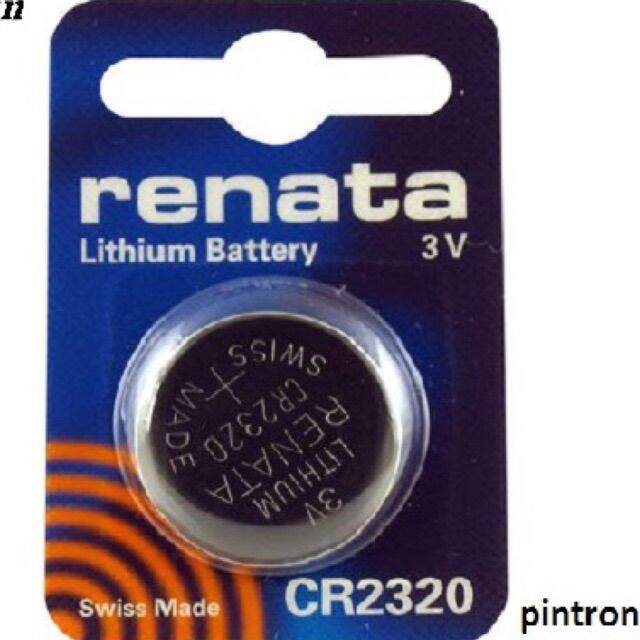 renata
Lithium Battery 3V
SWISS
MADE
CR2320
RENATA
LITHIUM
3V
Swiss Made CR2320
pintron